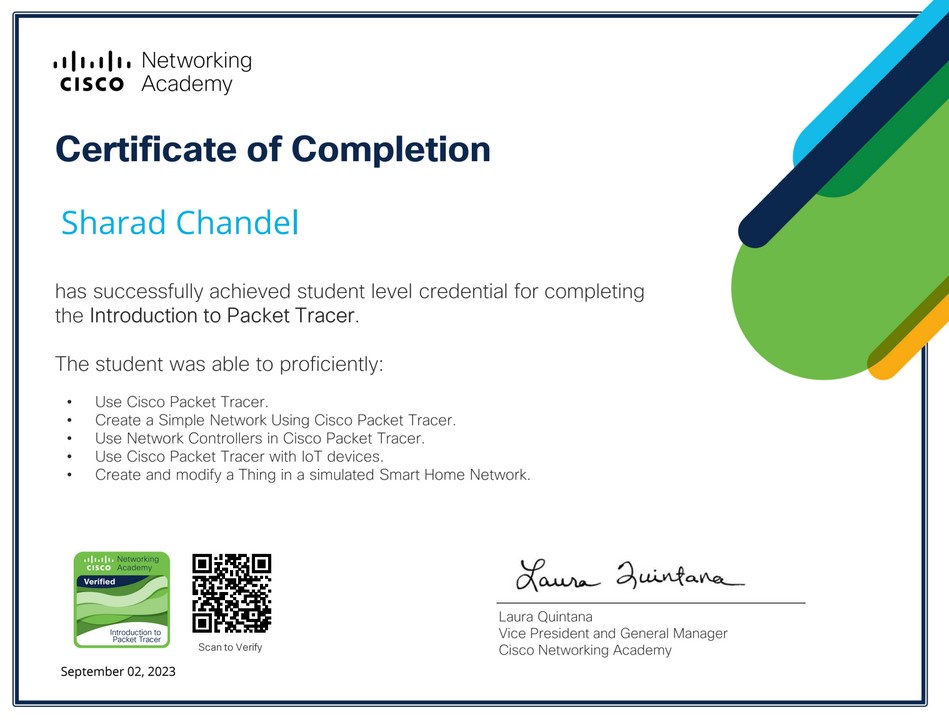 Networking
Academy
CISCO
Certificate of Completion
Sharad Chandel
has successfully achieved student level credential for completing
the Introduction to Packet Tracer.
The student was able to proficiently:
• Use Cisco Packet Tracer.
• Create a Simple Network Using Cisco Packet Tracer.
• Use Network Controllers in Cisco Packet Tracer.
• Use Cisco Packet Tracer with IoT devices.
• Create and modify a Thing in a simulated Smart Home Network.
CISCO
Networking
Academy
Verified
Introduction to
Packet Tracer
Scan to Verify
September 02, 2023
Laura Quintana
Laura Quintana
Vice President and General Manager
Cisco Networking Academy